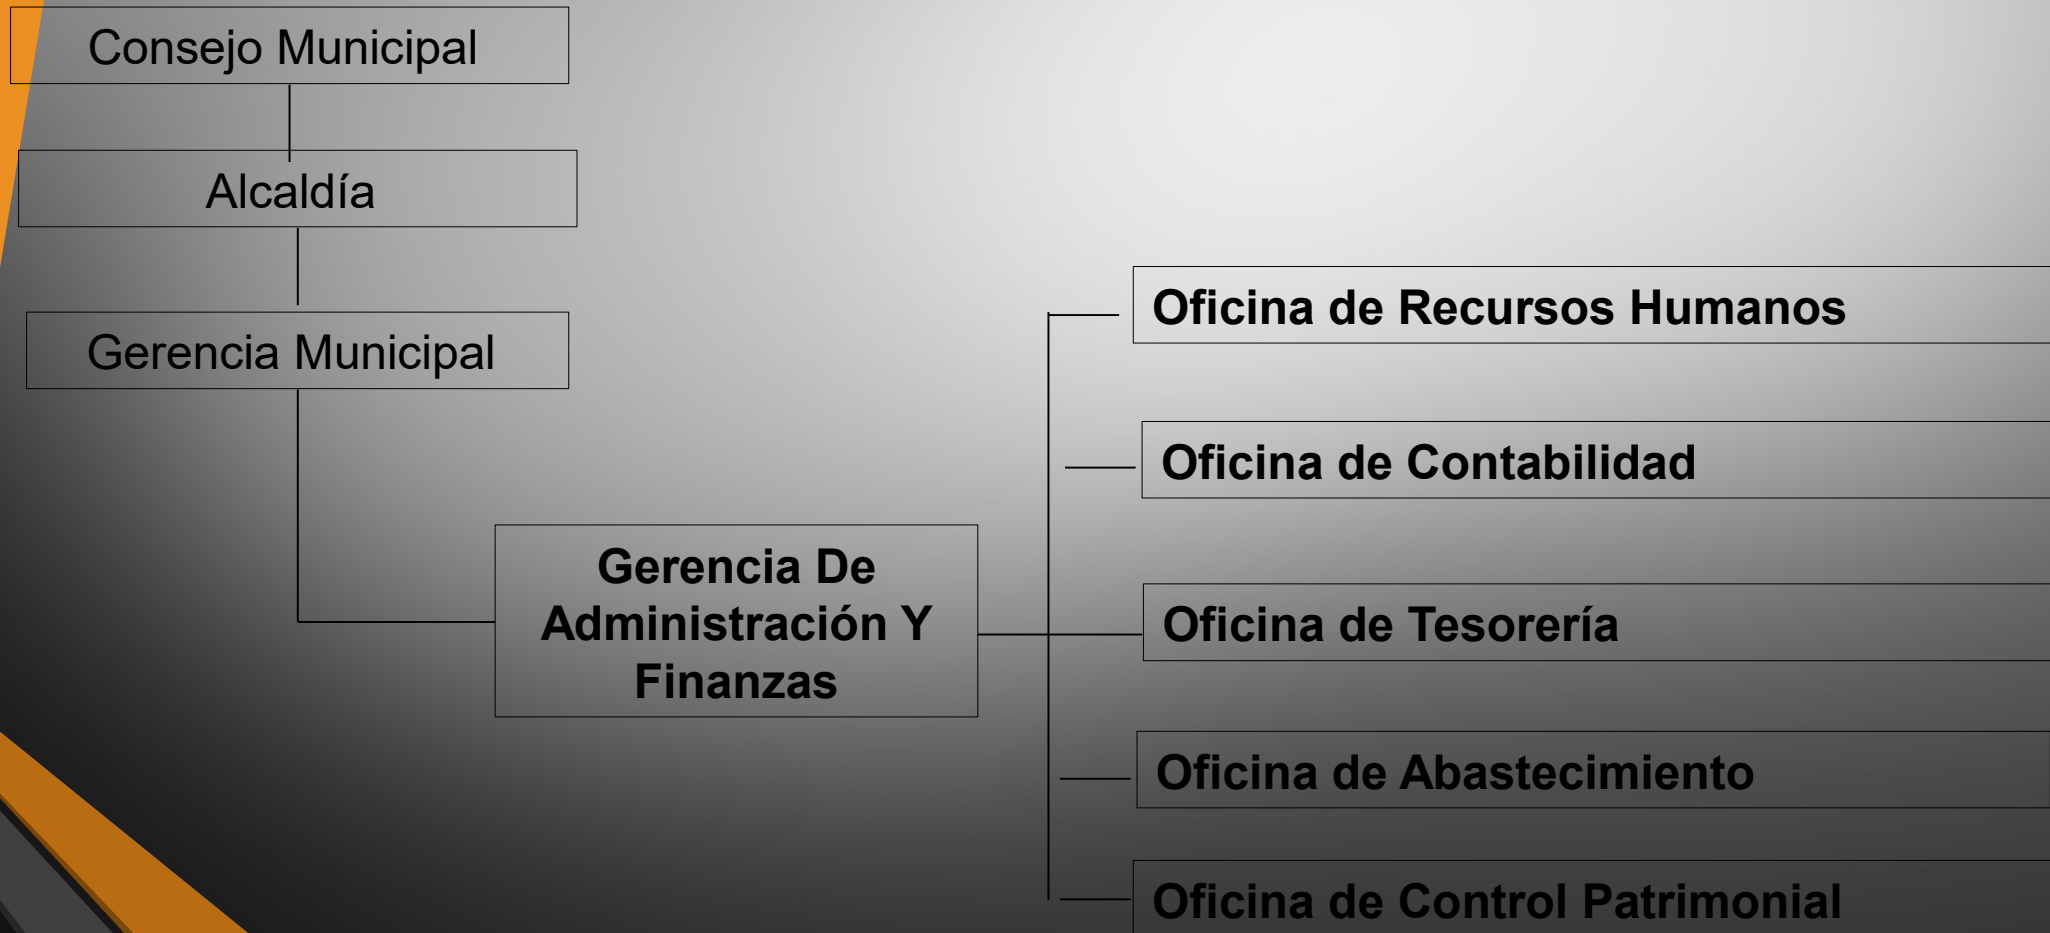 Consejo Municipal
Alcaldía
Gerencia Municipal
Gerencia De
Administración Y
Finanzas
Oficina de Recursos Humanos
Oficina de Contabilidad
Oficina de Tesorería
Oficina de Abastecimiento
Oficina de Control Patrimonial